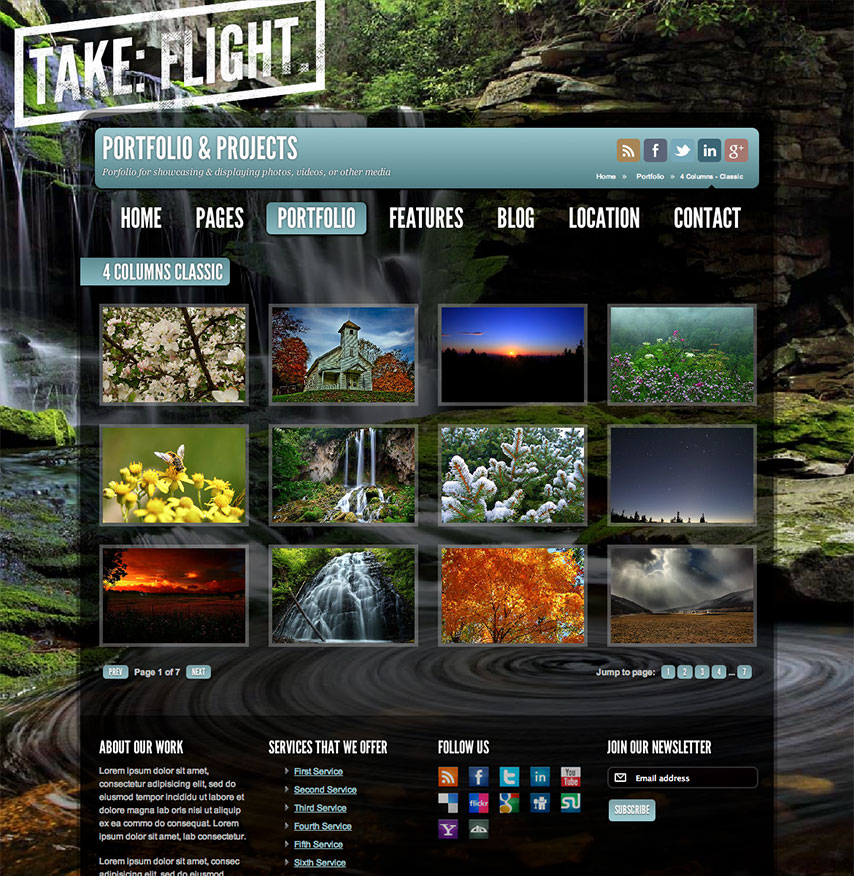 TAKE: FLIGHT.
PORTFOLIO & PROJECTS
Porfolio for showcasing & displaying photos, videos, or other media
f in g+
Home » Portfolio » 4 Columns - Classic
HOME PAGES PORTFOLIO FEATURES BLOG LOCATION CONTACT
4 COLUMNS CLASSIC
PREV Page 1 of 7 NEXT
Jump to page: 1 2 3 4 ... 7
ABOUT OUR WORK
Lorem ipsum dolor sit amet,
consectetur adipisicing elit, sed do
eiusmod tempor incididu ut labore et
dolore magna lab oris nisi ut aliquip
ex ea commo do consequat. Lorem
ipsum dolor sit amet, lab consectetur.
Lorem ipsum dolor sit amet, consec
adipisicing elit, sed do eiusmod
SERVICES THAT WE OFFER
First Service
Second Service
Third Service
Fourth Service
Fifth Service
Sixth Service
FOLLOW US
f t in You Tube
flickr g
Y
JOIN OUR NEWSLETTER
Email address
SUBSCRIBE